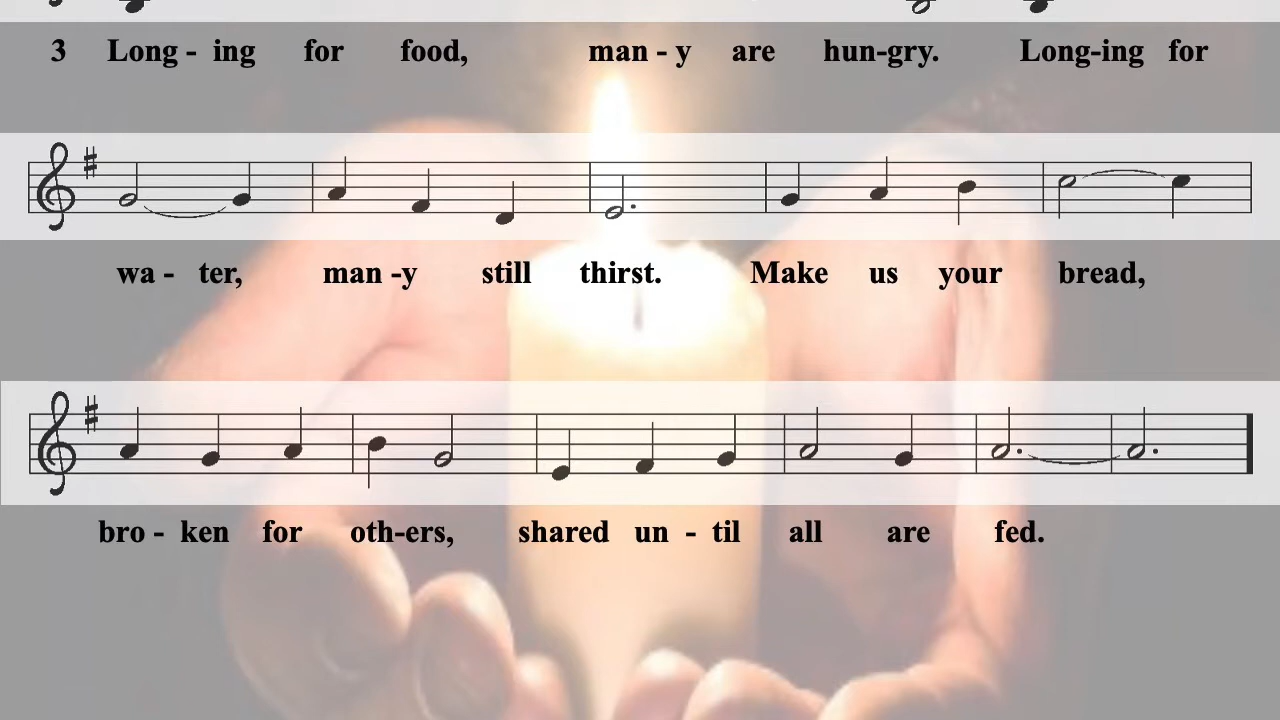 3 Long - ing for food, man - y are hun-gry. Long-ing for
wa - ter, man -y still thirst. Make us your bread,
bro - ken for oth-ers, shared un - til all are fed.